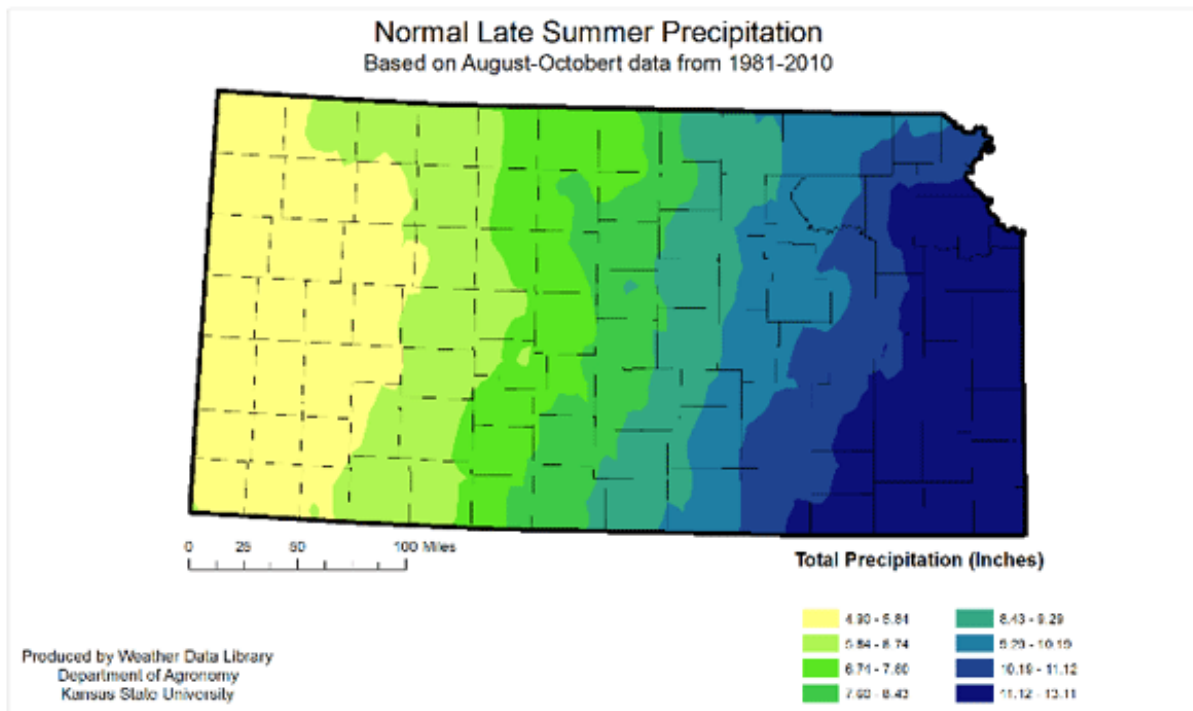 Normal Late Summer Precipitation
Based on August-Octobert data from 1981-2010
0 25 50 100 Miles
Total Precipitation (Inches)
- 5.84
5.84 - 6.74
6.74 - 7.60
7.60 - 8.43
8.43 - 9.29
9.29 - 10.19
10.19 - 11.12
11.12 - 13.11
Produced by Weather Data Library
Department of Agronomy
Kansas State University